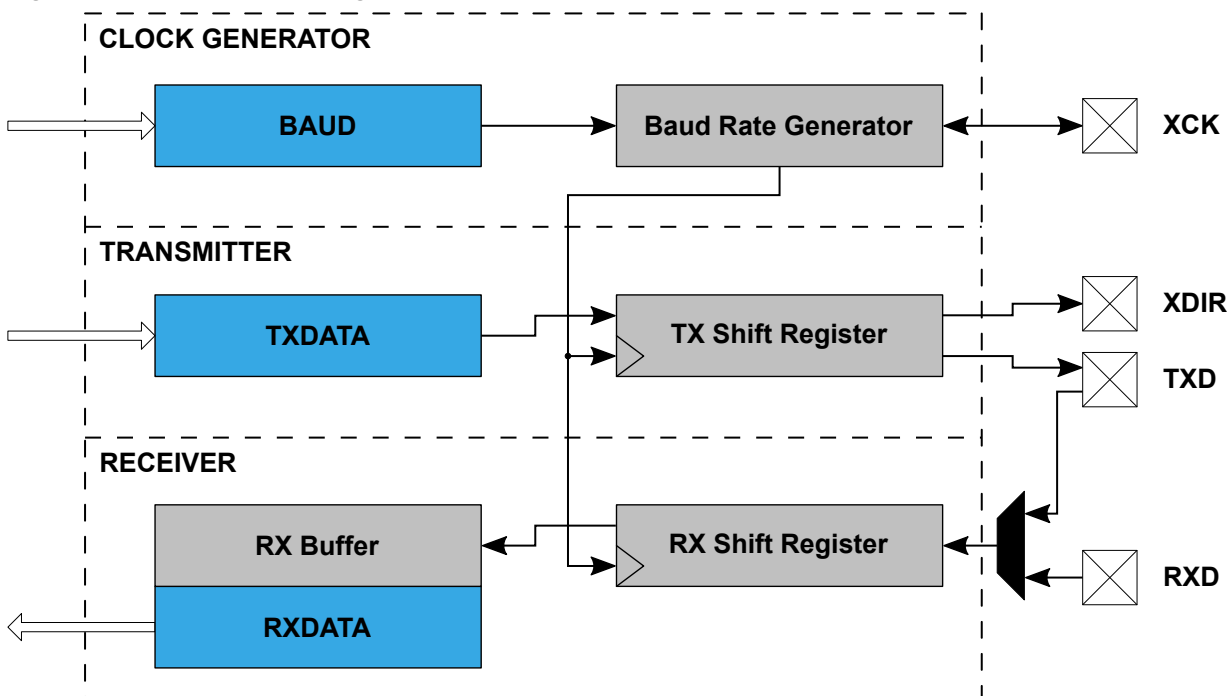 CLOCK GENERATOR
BAUD
Baud Rate Generator
XCK
TRANSMITTER
TXDATA
TX Shift Register
XDIR
TXD
RECEIVER
RX Buffer
RX Shift Register
RXD
RXDATA